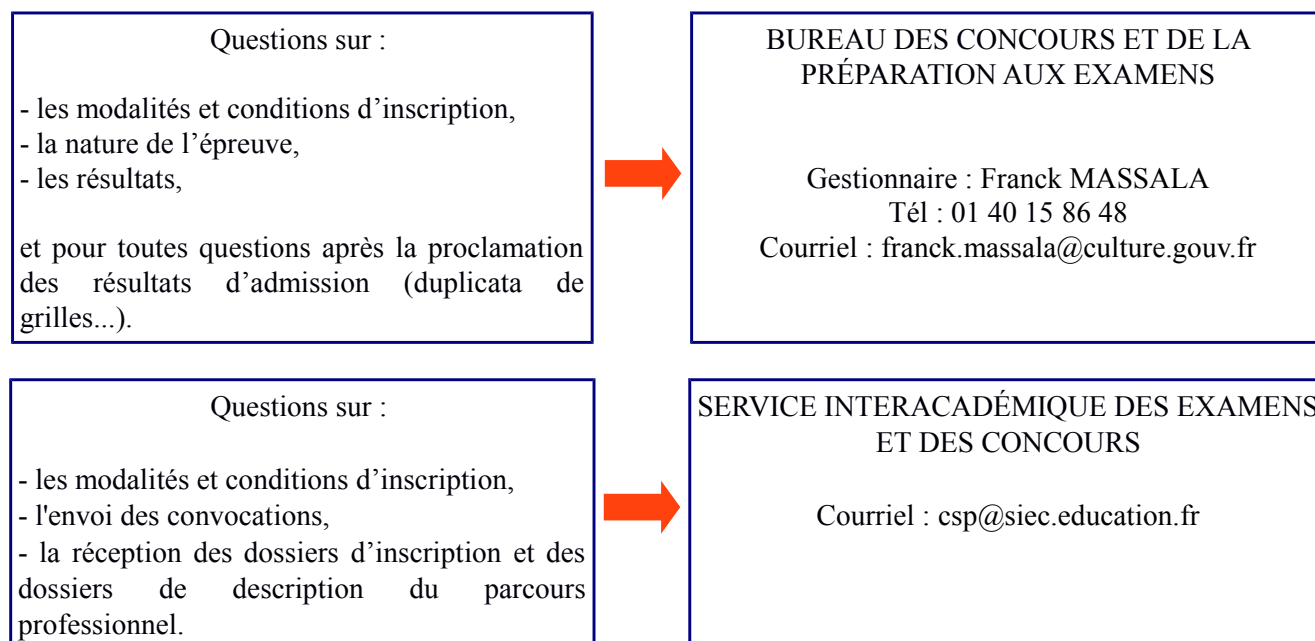 Questions sur :
- les modalités et conditions d’inscription,
- la nature de l’épreuve,
- les résultats,
et pour toutes questions après la proclamation
des résultats d’admission (duplicata de
grilles...).
BUREAU DES CONCOURS ET DE LA
PRÉPARATION AUX EXAMENS
Gestionnaire : Franck MASSALA
Tél : 01 40 15 86 48
Courriel : franck.massala@culture.gouv.fr
Questions sur :
- les modalités et conditions d’inscription,
- l'envoi des convocations,
- la réception des dossiers d’inscription et des
dossiers de description du parcours
professionnel.
SERVICE INTERACADÉMIQUE DES EXAMENS
ET DES CONCOURS
Courriel : csp@siec.education.fr